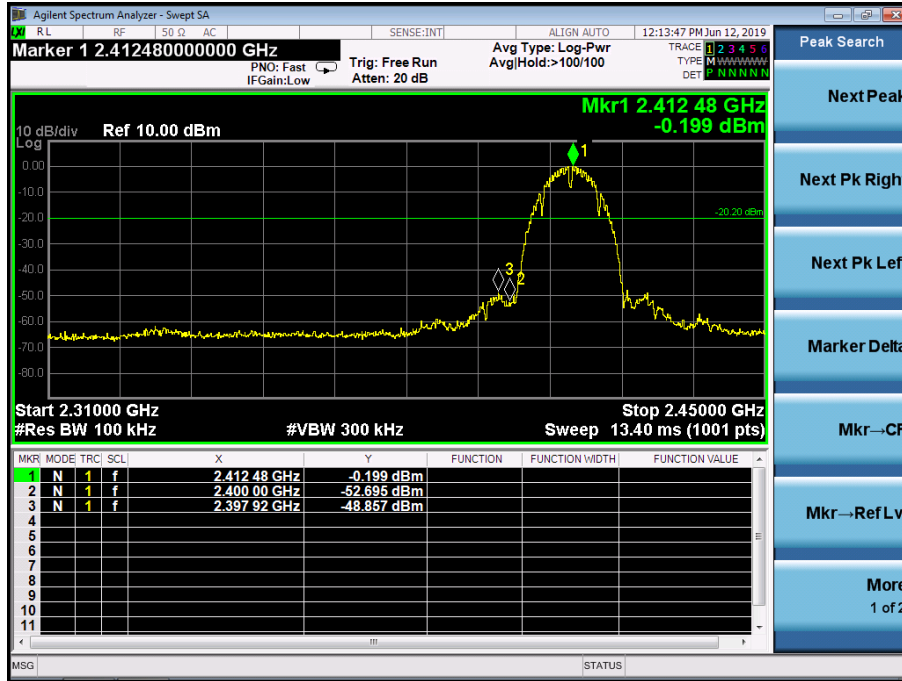 Agilent Spectrum Analyzer - Swept SA
RL RF 50 Ω AC SENSE:INT ALIGN AUTO 12:13:47 PM Jun 12, 2019
Marker 1 2.412480000000 GHz
PNO: Fast
IFGain:Low
Trig: Free Run
Atten: 20 dB
Avg Type: Log-Pwr
Avg|Hold:>100/100
TRACE 1 2 3 4 5 6
TYPE M W W W W W
DET P N N N N N
Peak Search
Next Peak
Next Pk Righ
Next Pk Lef
Marker Delta
Mkr→CF
Mkr→Ref Lv
More
1 of 2
Mkr1 2.412 48 GHz
-0.199 dBm
10 dB/div Ref 10.00 dBm
Log
1
0.00
-10.0
-20.0
-20.20 dBm
-30.0
-40.0
3
2
-50.0
-60.0
-70.0
-80.0
Start 2.31000 GHz Stop 2.45000 GHz
#Res BW 100 kHz #VBW 300 kHz Sweep 13.40 ms (1001 pts)
MKR MODE TRC SCL X Y FUNCTION FUNCTION WIDTH FUNCTION VALUE
1 N 1 f 2.412 48 GHz -0.199 dBm
2 N 1 f 2.400 00 GHz -52.695 dBm
3 N 1 f 2.397 92 GHz -48.857 dBm
4
5
6
7
8
9
10
11
MSG STATUS